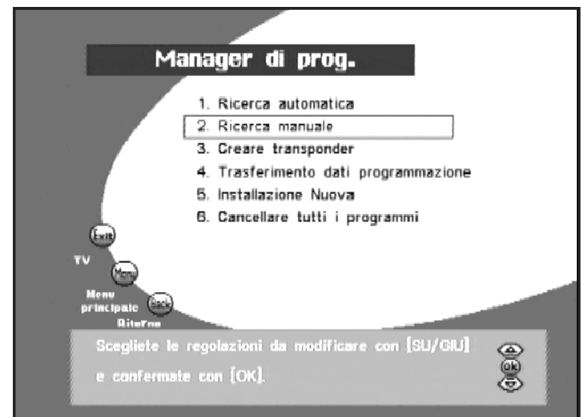 Manager di prog.
1. Ricerca automatica
2. Ricerca manuale
3. Creare transponder
4. Trasferimento dati programmazione
5. Installazione Nuova
6. Cancellare tutti i programmi
Exit
TV
Menu
Menu
principale
Back
Ritorno
Scegliete le regolazioni da modificare con [SU/GIU]
e confermate con [OK].
Ok